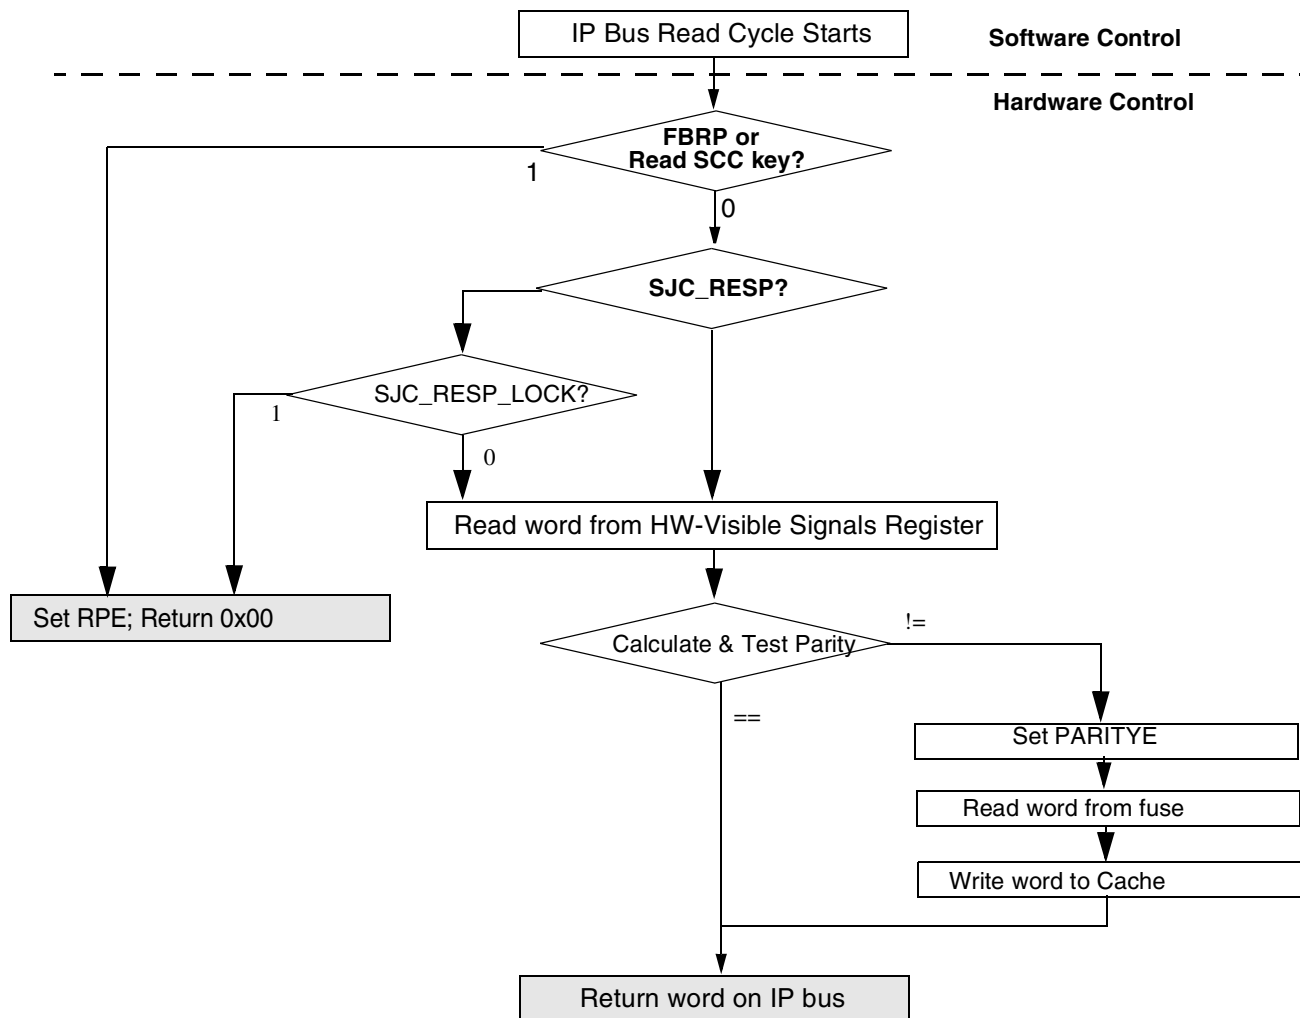 IP Bus Read Cycle Starts
Software Control
Hardware Control
FBRP or
Read SCC key?
1
0
SJC_RESP?
SJC_RESP_LOCK?
1
0
Read word from HW-Visible Signals Register
Set RPE; Return 0x00
Calculate & Test Parity
!=
==
Set PARITYE
Read word from fuse
Write word to Cache
Return word on IP bus